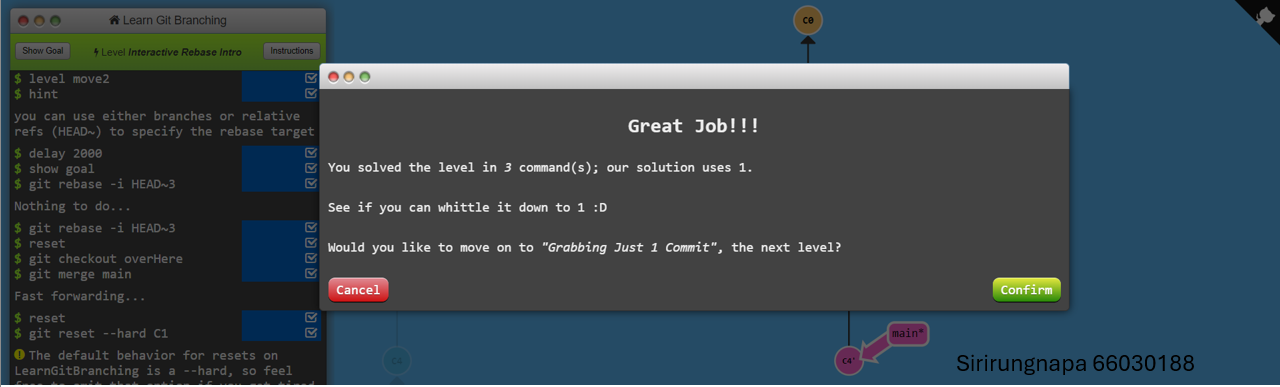 Learn Git Branching
Show Goal
Level Interactive Rebase Intro
Instructions
$ level move2
$ hint
you can use either branches or relative
refs (HEAD~) to specify the rebase target
$ delay 2000
$ show goal
$ git rebase -i HEAD~3
Nothing to do...
$ git rebase -i HEAD~3
$ reset
$ git checkout overHere
$ git merge main
Fast forwarding...
$ reset
$ git reset --hard C1
The default behavior for resets on
LearnGitBranching is a --hard, so feel
free to omit that option if you get tired
C0
Great Job!!!
You solved the level in 3 command(s); our solution uses 1.
See if you can whittle it down to 1 :D
Would you like to move on to "Grabbing Just 1 Commit", the next level?
Cancel
Confirm
main*
C4
C4'
Sirirungnapa 66030188